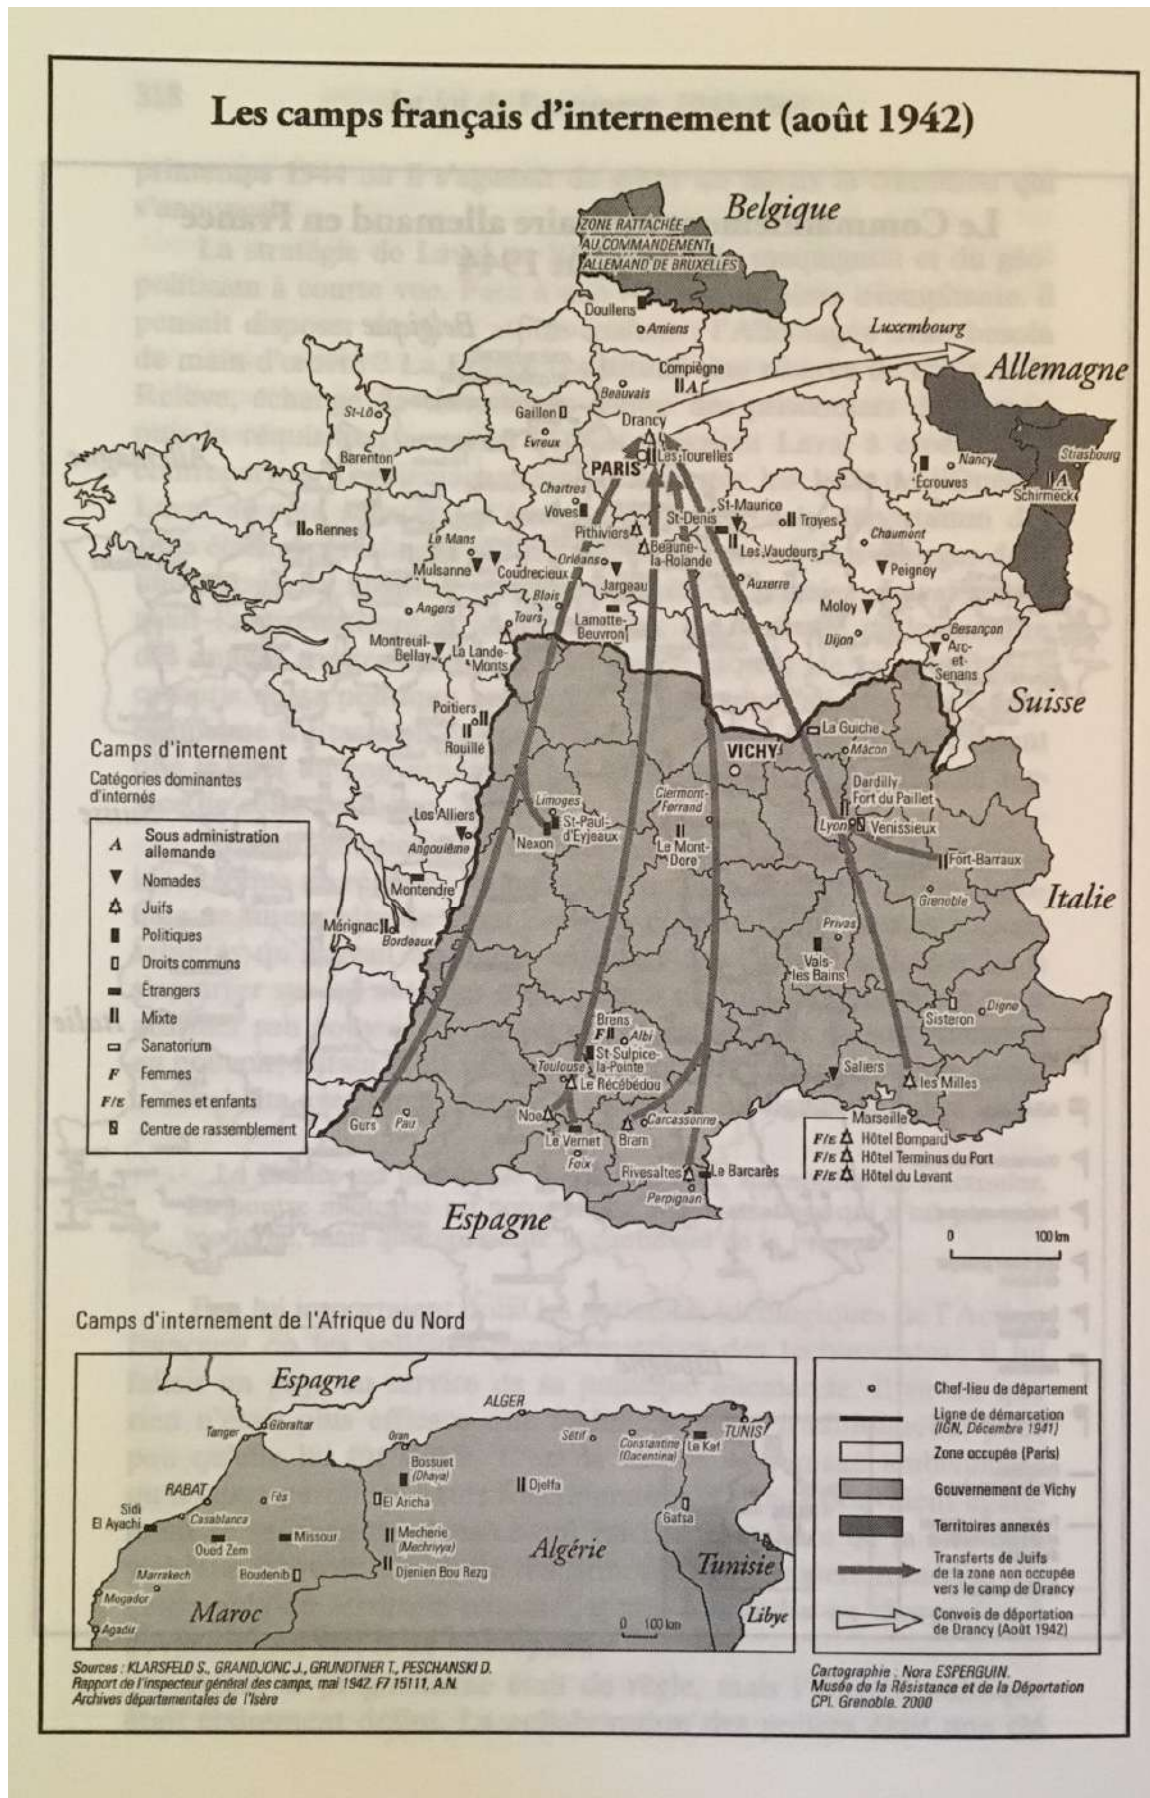 Les camps français d'internement (août 1942)
Belgique
ZONE RATTACHÉE
AU COMMANDEMENT
ALLEMAND DE BRUXELLES
Doullens
Amiens
Luxembourg
Allemagne
Compiègne
A
Beauvais
St-Lô
Gaillon
Evreux
Drancy
Les Tourelles
PARIS
Barenton
Nancy
Écrouves
Strasbourg
A
Schirmeck
Chartres
Voves
St-Maurice
Troyes
St-Denis
Rennes
Pithiviers
Le Mans
Beaune-
la-Rolande
Les Vaudeurs
Chaumont
Mulsanne
Coudrecieux
Orléans
Jargeau
Auxerre
Peigney
Blois
Angers
Tours
Lamotte-
Beuvron
Moloy
Dijon
Besançon
Arc-
et-
Senans
Montreuil-
Bellay
La Lande-
Monts
Suisse
Poitiers
Rouillé
La Guiche
VICHY
Mâcon
Dardilly
Fort du Paillet
Limoges
St-Paul-
d'Eyjeaux
Nexon
Clermont-
Ferrand
Le Mont-
Dore
Lyon
Venissieux
Fort-Barraux
Les Alliers
Angoulême
Grenoble
Italie
Montendre
Mérignac
Bordeaux
Privas
Vals-
les Bains
Sisteron
Digne
Brens
F
Albi
St-Sulpice-
la-Pointe
Toulouse
Le Récébédou
Saliers
les Milles
Gurs
Pau
Noé
Le Vernet
Foix
Bram
Carcassonne
Rivesaltes
Le Barcarès
Perpignan
Marseille
F/E Hôtel Bompard
F/E Hôtel Terminus du Port
F/E Hôtel du Levant
Espagne
0 100 km
Camps d'internement
Catégories dominantes
d'internés
A Sous administration
allemande
Nomades
Juifs
Politiques
Droits communs
Étrangers
Mixte
Sanatorium
F Femmes
F/E Femmes et enfants
Centre de rassemblement
Camps d'internement de l'Afrique du Nord
Espagne
Gibraltar
Tanger
ALGER
Oran
Sétif
Constantine
(Qacentina)
Le Kef
TUNIS
Bossuet
(Dhaya)
Djelfa
RABAT
Fès
El Aricha
Gafsa
Sidi
El Ayachi
Casablanca
Oued Zem
Missour
Mecherie
(Mechriyya)
Algérie
Tunisie
Marrakech
Boudenib
Djenien Bou Rezg
Mogador
Maroc
Agadir
0 100 km
Libye
Chef-lieu de département
Ligne de démarcation
(IGN, Décembre 1941)
Zone occupée (Paris)
Gouvernement de Vichy
Territoires annexés
Transferts de Juifs
de la zone non occupée
vers le camp de Drancy
Convois de déportation
de Drancy (Août 1942)
Sources : KLARSFELD S., GRANDJONC J., GRUNDTNER T., PESCHANSKI D.
Rapport de l'inspecteur général des camps, mai 1942. F7 15111, A.N.
Archives départementales de l'Isère
Cartographie : Nora ESPERGUIN.
Musée de la Résistance et de la Déportation
CPI. Grenoble. 2000